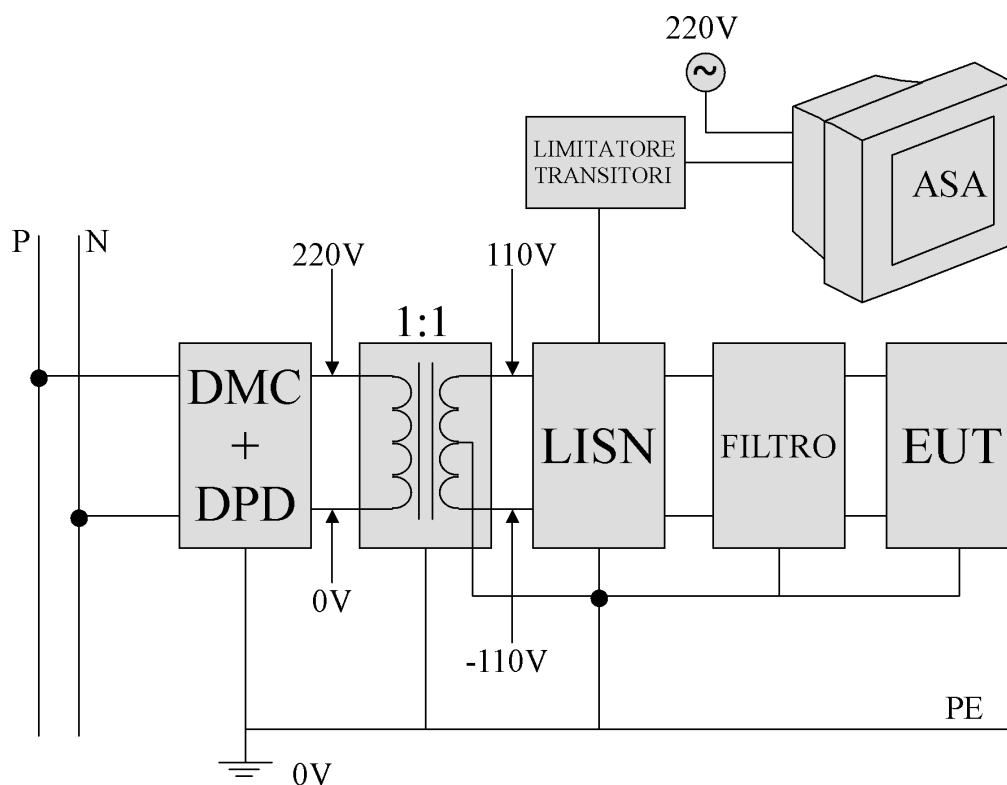 220V
LIMITATORE
TRANSITORI
ASA
P
N
220V
110V
1:1
DMC
+
DPD
LISN
FILTRO
EUT
0V
-110V
PE
0V